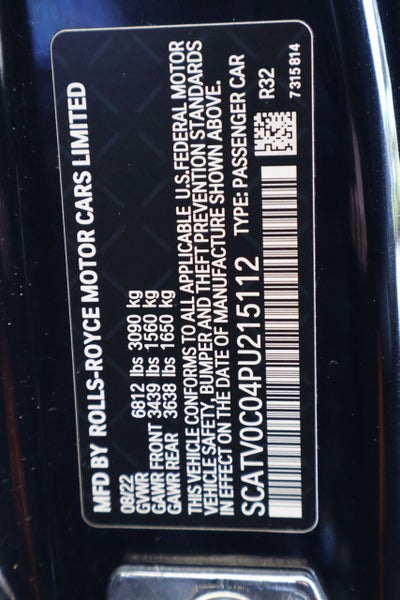 MFD BY ROLLS-ROYCE MOTOR CARS LIMITED
08/22
GVWR 6812 lbs 3090 kg
GAWR FRONT 3439 lbs 1560 kg
GAWR REAR 3638 lbs 1650 kg
THIS VEHICLE CONFORMS TO ALL APPLICABLE U.S.FEDERAL MOTOR
VEHICLE SAFETY, BUMPER AND THEFT PREVENTION STANDARDS
IN EFFECT ON THE DATE OF MANUFACTURE SHOWN ABOVE.
SCATV0C04PU215112 TYPE: PASSENGER CAR
R32
7315814